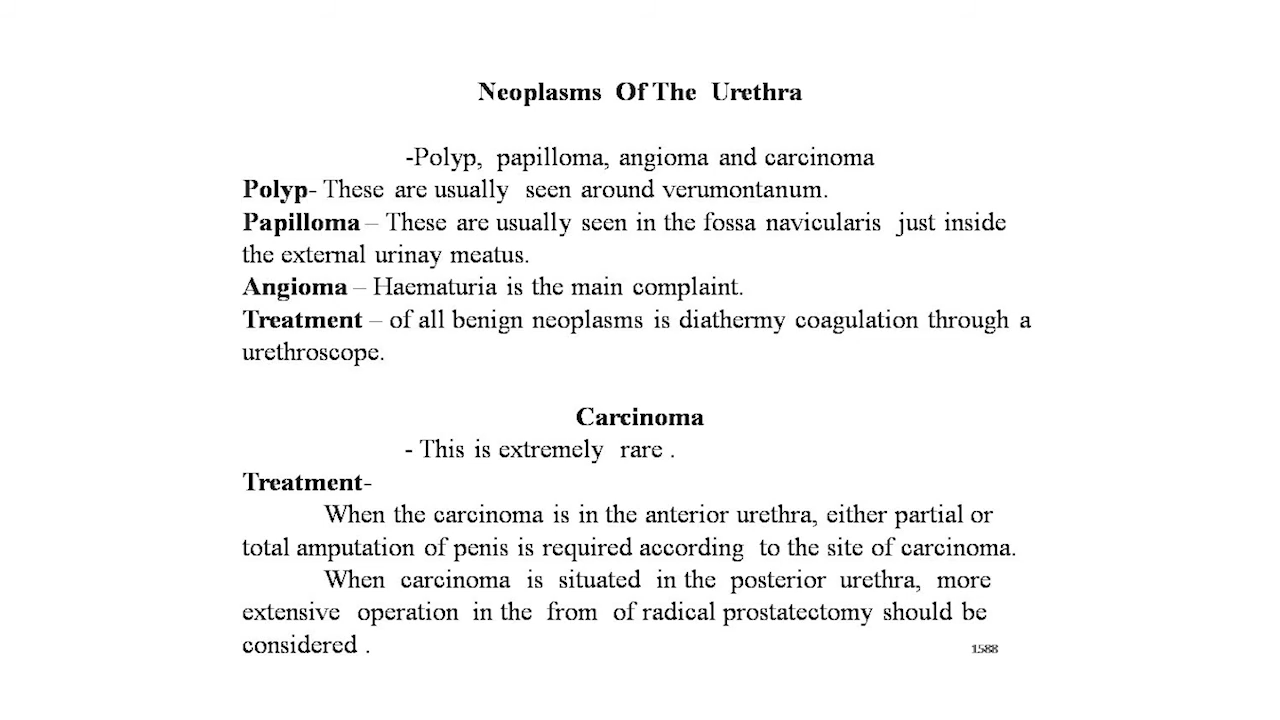 Neoplasms Of The Urethra
-Polyp, papilloma, angioma and carcinoma
Polyp- These are usually seen around verumontanum.
Papilloma – These are usually seen in the fossa navicularis just inside
the external urinay meatus.
Angioma – Haematuria is the main complaint.
Treatment – of all benign neoplasms is diathermy coagulation through a
urethroscope.
Carcinoma
- This is extremely rare .
Treatment-
When the carcinoma is in the anterior urethra, either partial or
total amputation of penis is required according to the site of carcinoma.
When carcinoma is situated in the posterior urethra, more
extensive operation in the from of radical prostatectomy should be
considered .
1588